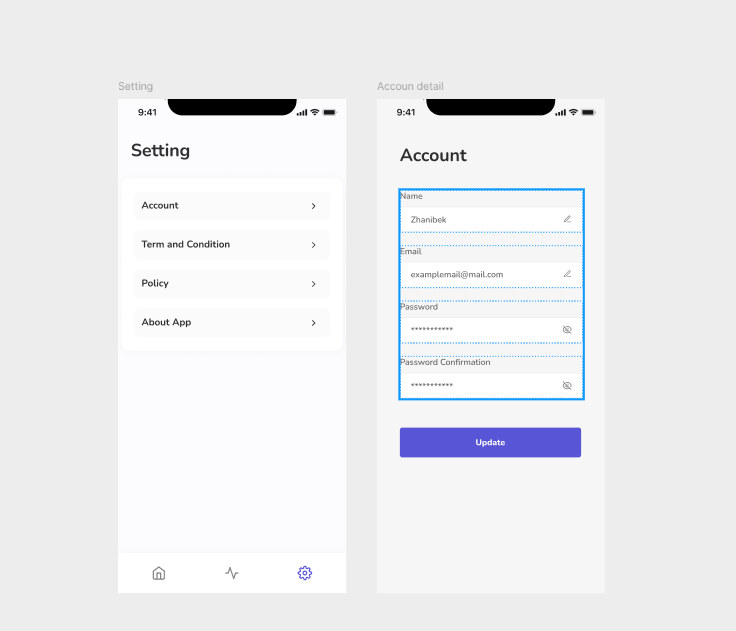 Setting
9:41
Setting
Account
Term and Condition
Policy
About App
Accoun detail
9:41
Account
Name
Zhanibek
Email
examplemail@mail.com
Password
***********
Password Confirmation
***********
Update